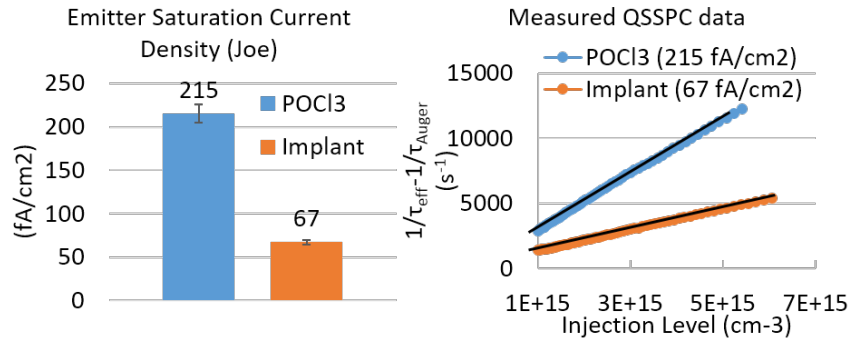 Emitter Saturation Current
Density (Joe)
(fA/cm2)
250
200
150
100
50
0
215
67
POCl3
Implant
Measured QSSPC data
POCl3 (215 fA/cm2)
Implant (67 fA/cm2)
1/τeff-1/τAuger
(s⁻¹)
15000
10000
5000
0
1E+15 3E+15 5E+15 7E+15
Injection Level (cm-3)